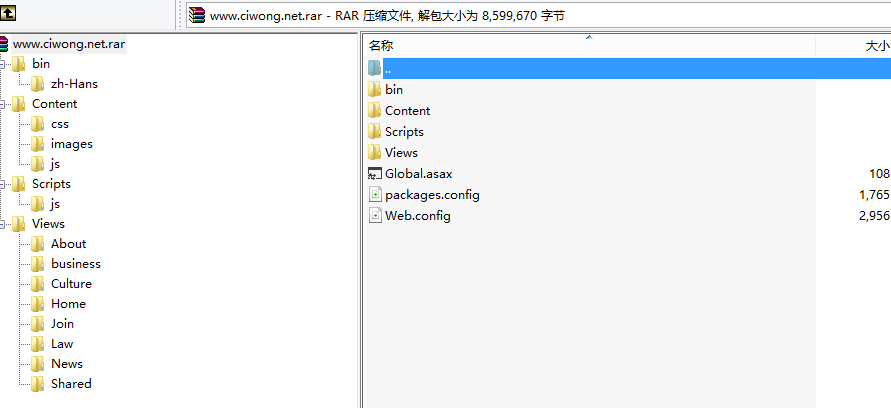 www.ciwong.net.rar - RAR 压缩文件, 解包大小为 8,599,670 字节
www.ciwong.net.rar
bin
zh-Hans
Content
css
images
js
Scripts
js
Views
About
business
Culture
Home
Join
Law
News
Shared
名称 大小
..
bin
Content
Scripts
Views
Global.asax 108
packages.config 1,765
Web.config 2,956